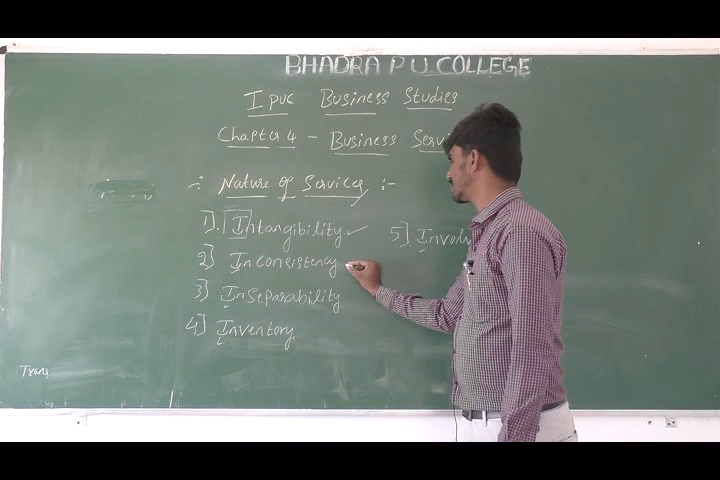 BHADRA P U COLLEGE
I PUC Business Studies
Chapter 4 - Business Serv
:- Nature of Services :-
1]. Intangibility ✓
2] Inconsistency
3] Inseparability
4] Inventory
5] Involv
Trans